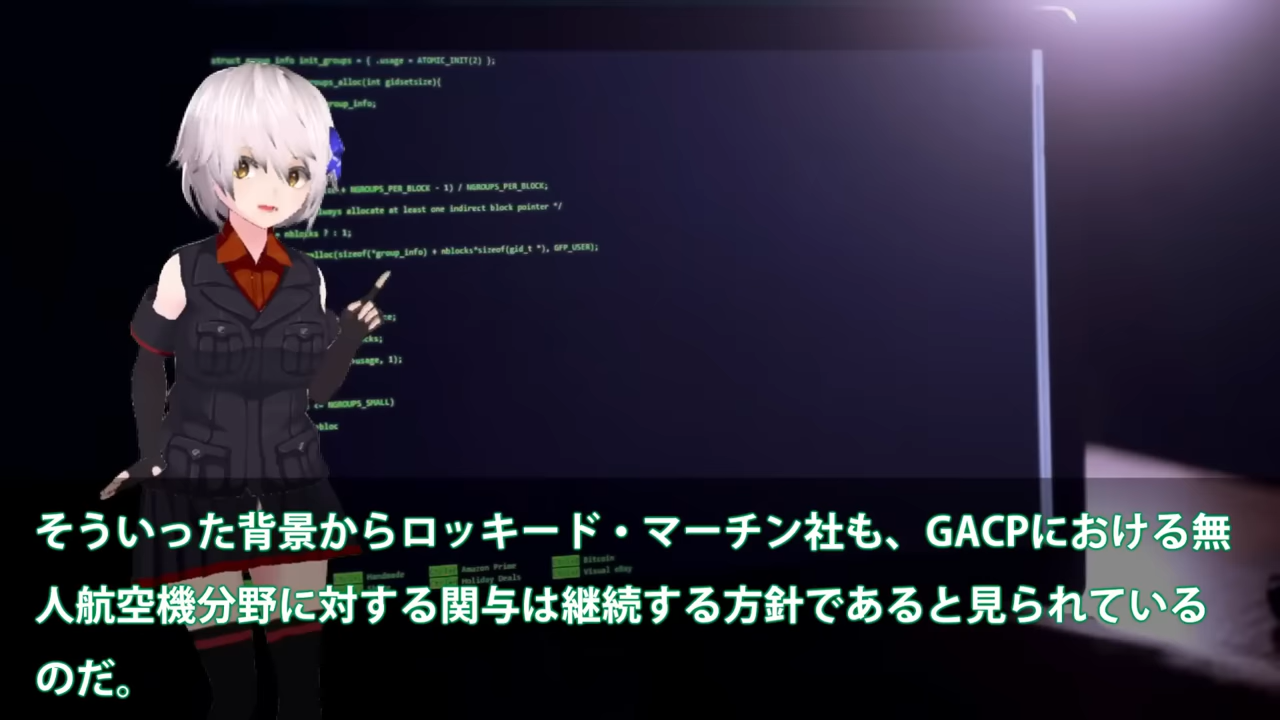 struct group_info init_groups = { .usage = ATOMIC_INIT(2) };
groups_alloc(int gidsetsize){
group_info;
+ NGROUPS_PER_BLOCK - 1) / NGROUPS_PER_BLOCK;
always allocate at least one indirect block pointer */
= nblocks ? : 1;
alloc(sizeof(*group_info) + nblocks*sizeof(gid_t *), GFP_USER);
usage, 1);
<= NGROUPS_SMALL)
そういった背景からロッキード・マーチン社も、GACPにおける無
人航空機分野に対する関与は継続する方針であると見られている
のだ。
Handmade
Amazon Prime
Holiday Deals
Bitcoin
Visual eBay